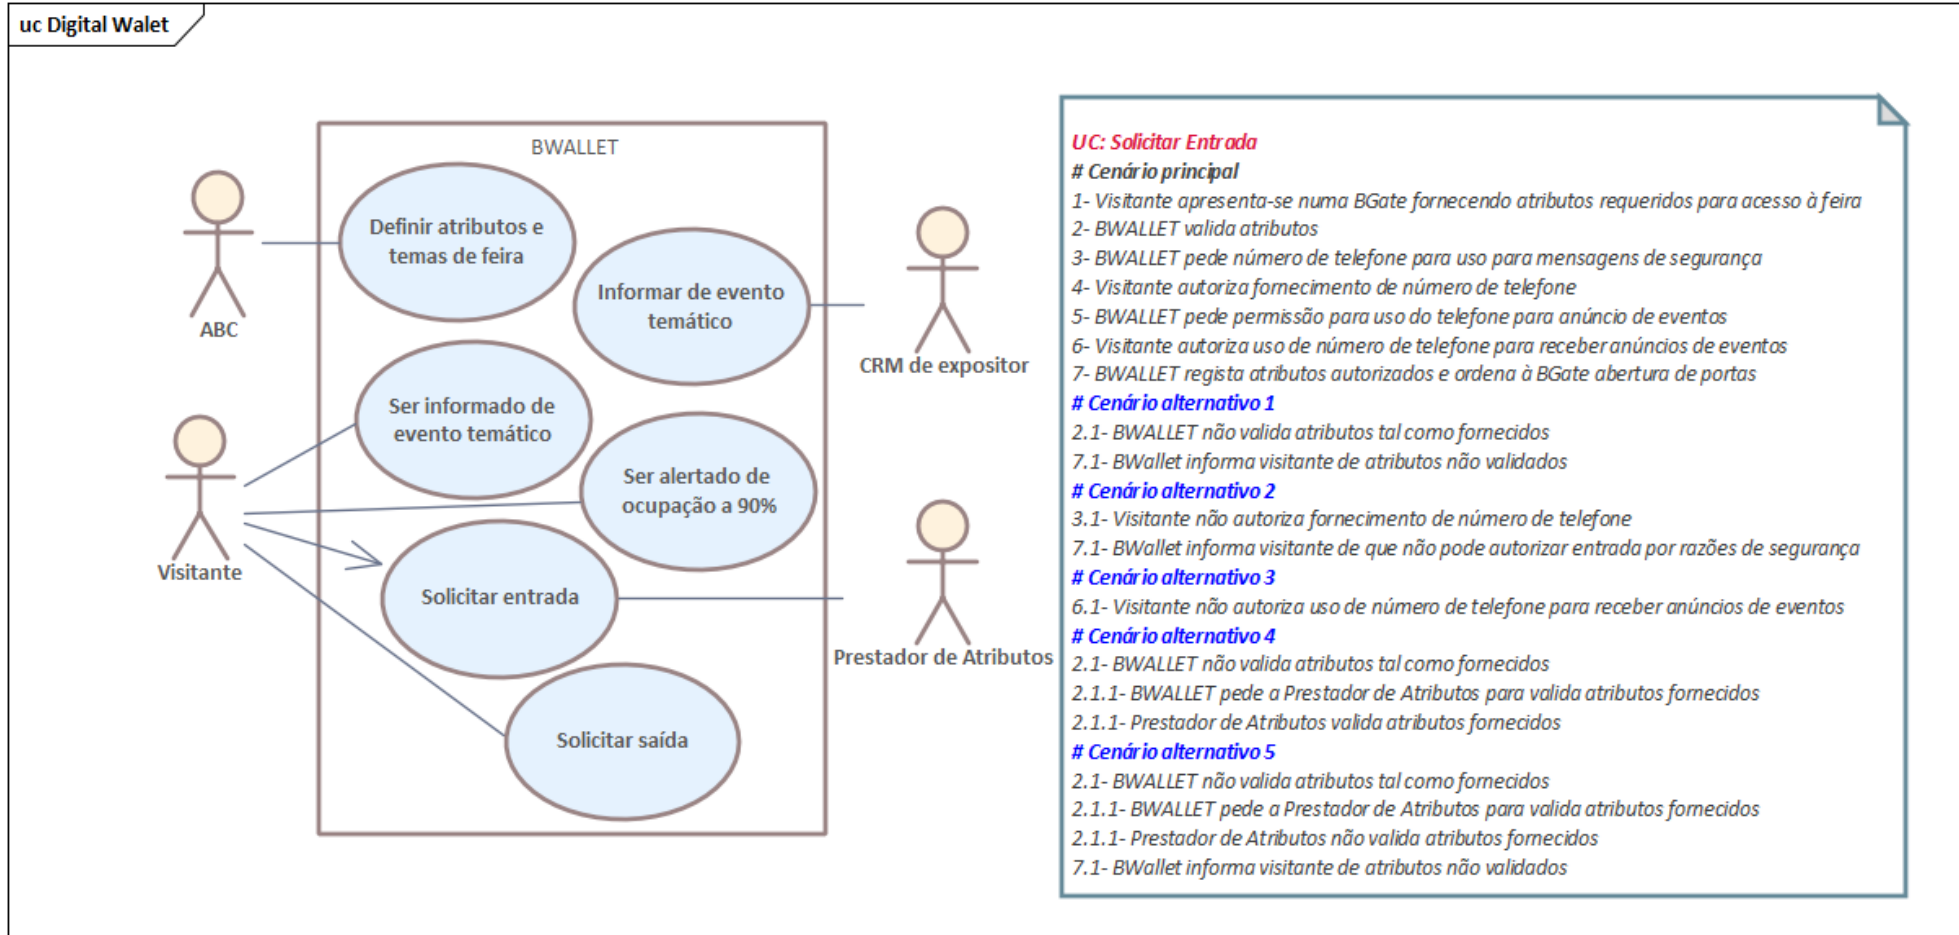 uc Digital Walet
BWALLET
Definir atributos e
temas de feira
Informar de evento
temático
ABC
CRM de expositor
Ser informado de
evento temático
Ser alertado de
ocupação a 90%
Visitante
Solicitar entrada
Prestador de Atributos
Solicitar saída
UC: Solicitar Entrada
# Cenário principal
1- Visitante apresenta-se numa BGate fornecendo atributos requeridos para acesso à feira
2- BWALLET valida atributos
3- BWALLET pede número de telefone para uso para mensagens de segurança
4- Visitante autoriza fornecimento de número de telefone
5- BWALLET pede permissão para uso do telefone para anúncio de eventos
6- Visitante autoriza uso de número de telefone para receber anúncios de eventos
7- BWALLET regista atributos autorizados e ordena à BGate abertura de portas
# Cenário alternativo 1
2.1- BWALLET não valida atributos tal como fornecidos
7.1- BWallet informa visitante de atributos não validados
# Cenário alternativo 2
3.1- Visitante não autoriza fornecimento de número de telefone
7.1- BWallet informa visitante de que não pode autorizar entrada por razões de segurança
# Cenário alternativo 3
6.1- Visitante não autoriza uso de número de telefone para receber anúncios de eventos
# Cenário alternativo 4
2.1- BWALLET não valida atributos tal como fornecidos
2.1.1- BWALLET pede a Prestador de Atributos para valida atributos fornecidos
2.1.1- Prestador de Atributos valida atributos fornecidos
# Cenário alternativo 5
2.1- BWALLET não valida atributos tal como fornecidos
2.1.1- BWALLET pede a Prestador de Atributos para valida atributos fornecidos
2.1.1- Prestador de Atributos não valida atributos fornecidos
7.1- BWallet informa visitante de atributos não validados